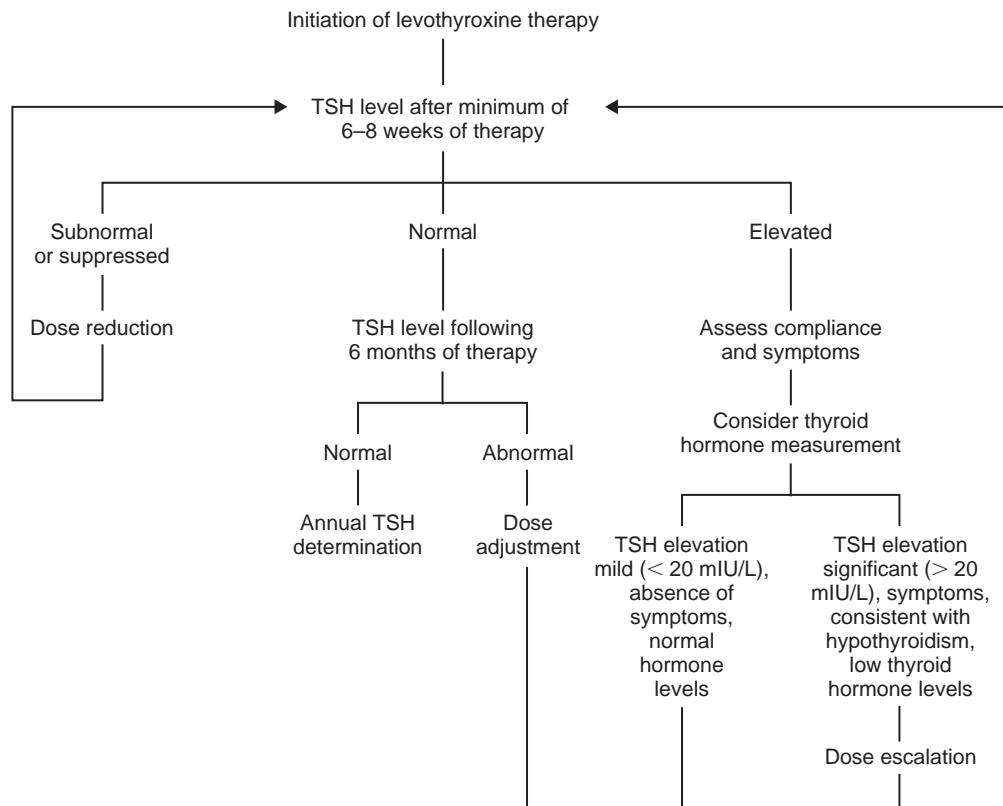 Initiation of levothyroxine therapy
TSH level after minimum of
6–8 weeks of therapy
Subnormal
or suppressed
Normal
Elevated
Dose reduction
TSH level following
6 months of therapy
Assess compliance
and symptoms
Consider thyroid
hormone measurement
Normal
Abnormal
Annual TSH
determination
Dose
adjustment
TSH elevation
mild (< 20 mIU/L),
absence of
symptoms,
normal
hormone
levels
TSH elevation
significant (> 20
mIU/L), symptoms,
consistent with
hypothyroidism,
low thyroid
hormone levels
Dose escalation